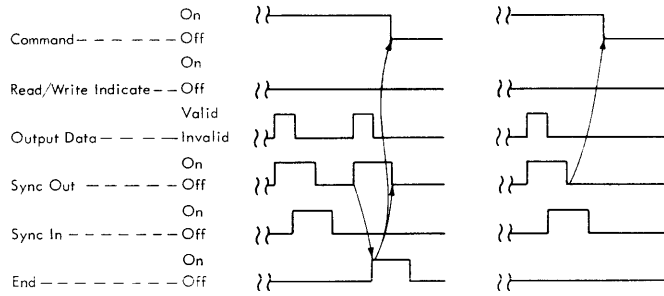 On
Command Off
On
Read/Write Indicate Off
Valid
Output Data Invalid
On
Sync Out Off
On
Sync In Off
On
End Off